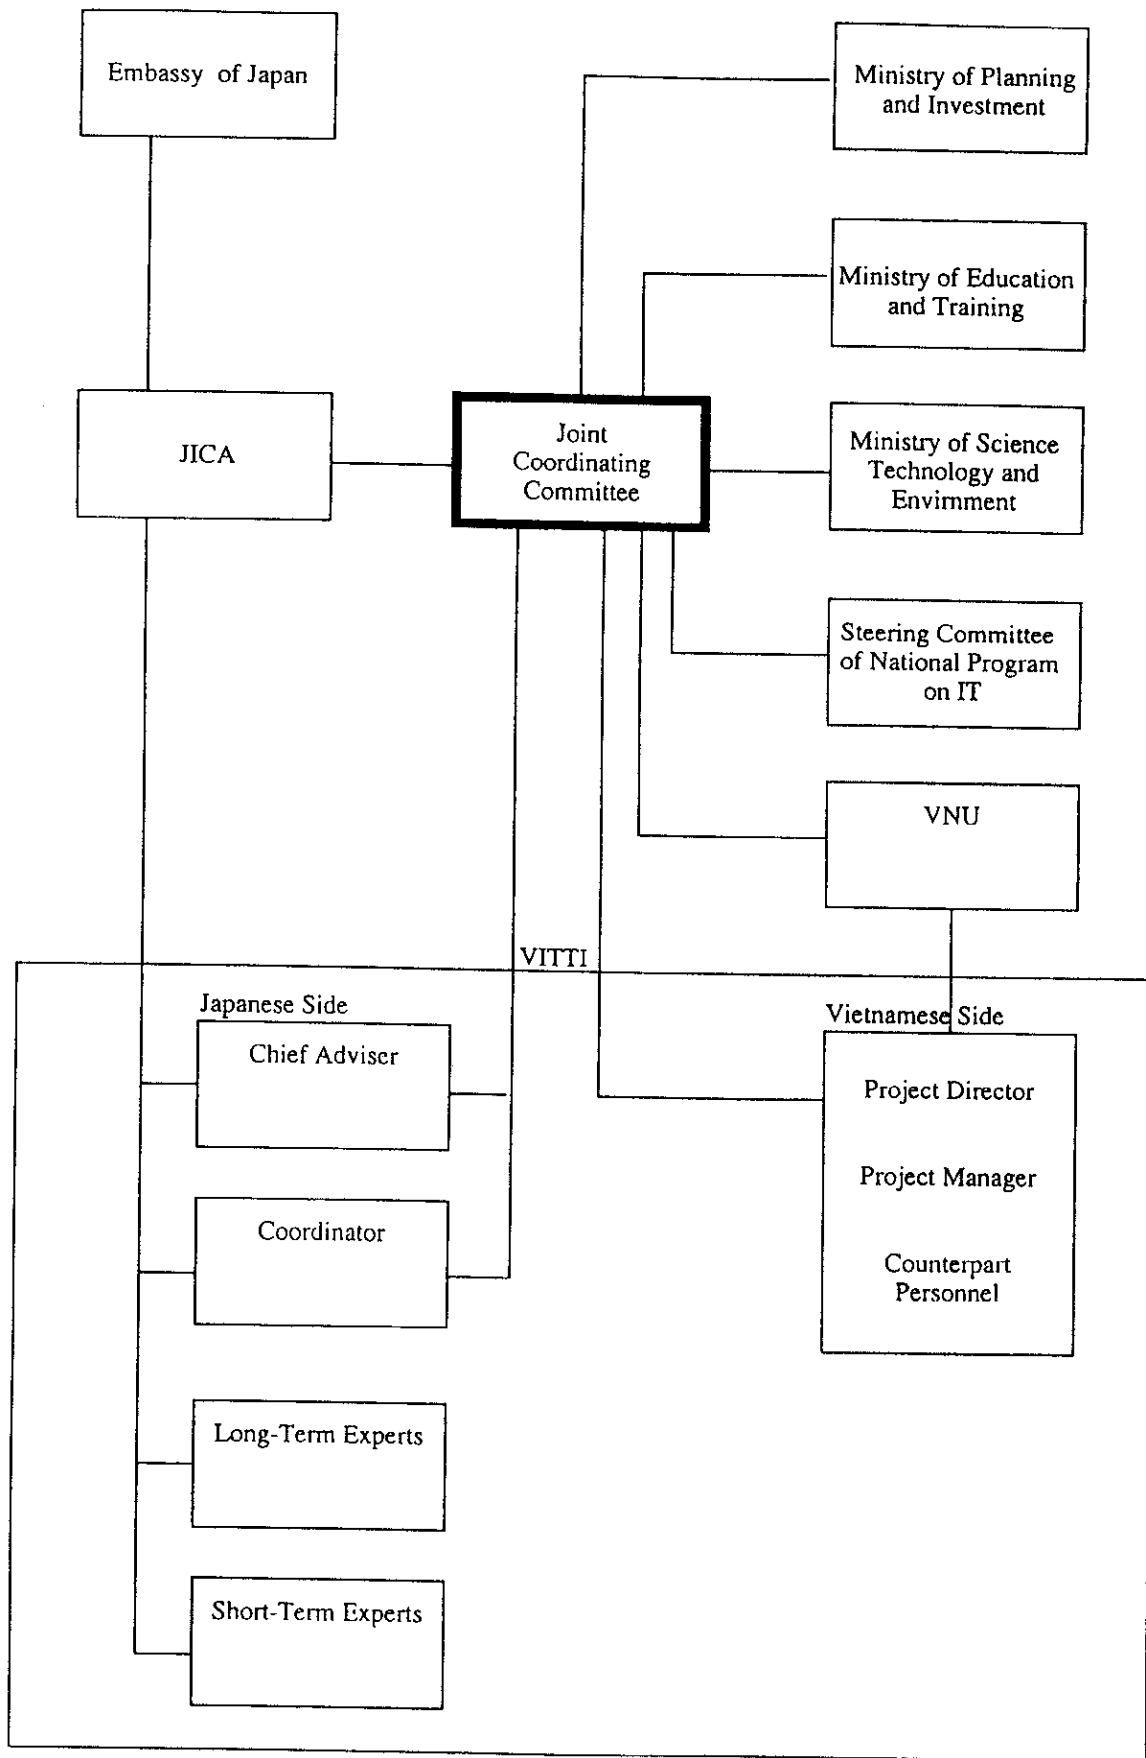 Embassy of Japan
Ministry of Planning
and Investment
Ministry of Education
and Training
JICA
Joint
Coordinating
Committee
Ministry of Science
Technology and
Envirnment
Steering Committee
of National Program
on IT
VNU
VITTI
Japanese Side
Chief Adviser
Coordinator
Long-Term Experts
Short-Term Experts
Vietnamese Side
Project Director
Project Manager
Counterpart
Personnel